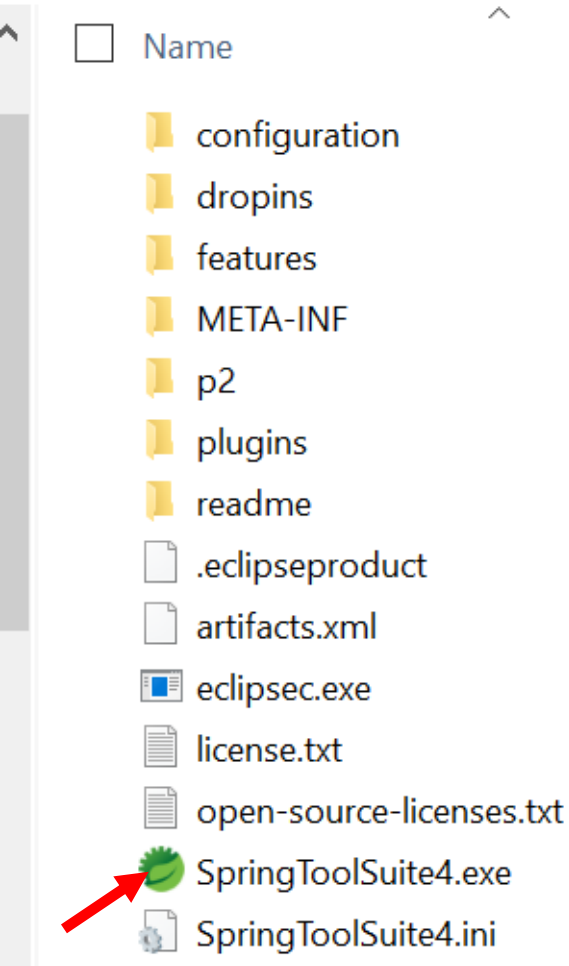 Name
configuration
dropins
features
META-INF
p2
plugins
readme
.eclipseproduct
artifacts.xml
eclipsec.exe
license.txt
open-source-licenses.txt
SpringToolSuite4.exe
SpringToolSuite4.ini